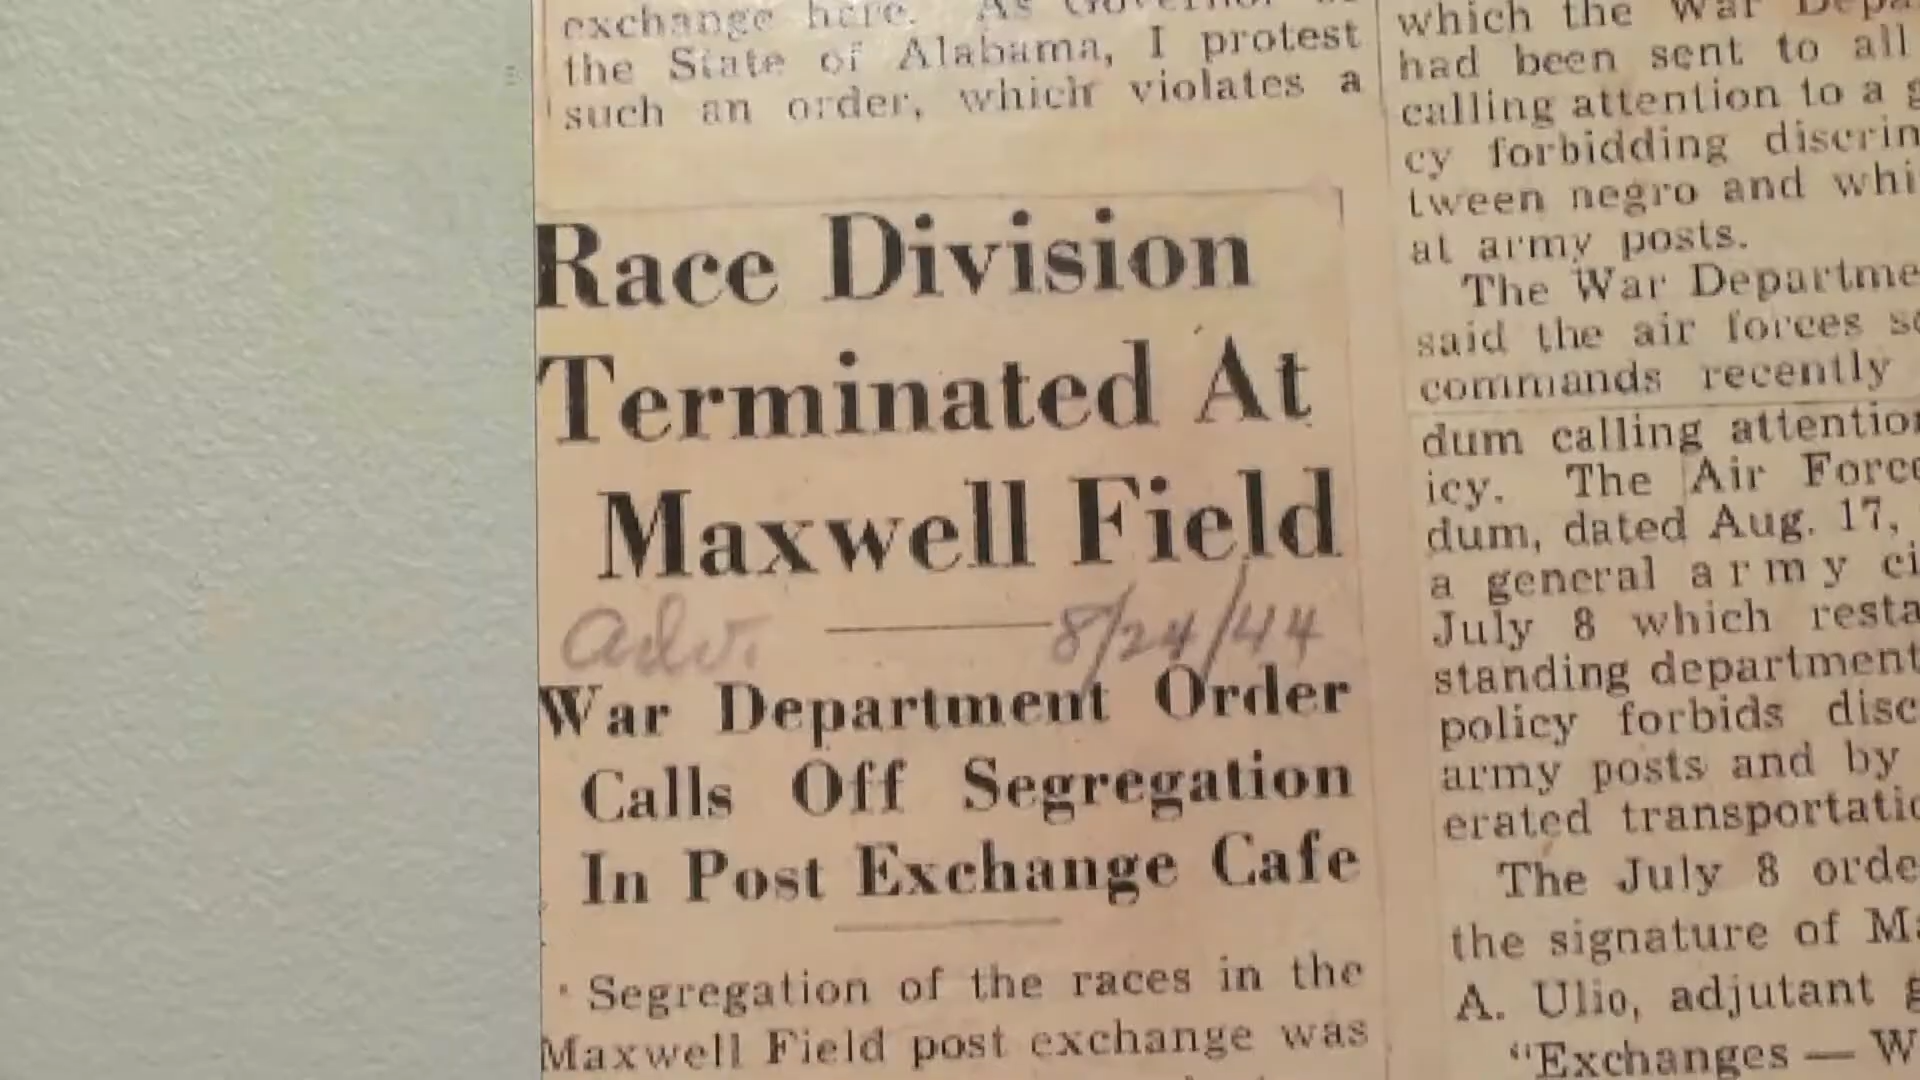 exchange here. As Governor of
the State of Alabama, I protest
such an order, which violates a
Race Division
Terminated At
Maxwell Field
Adv. 8/24/44
War Department Order
Calls Off Segregation
In Post Exchange Cafe
Segregation of the races in the
Maxwell Field post exchange was
which the War Depa
had been sent to all
calling attention to a g
cy forbidding discrin
tween negro and whi
at army posts.
The War Departme
said the air forces s
commands recently
dum calling attentio
icy. The Air Forc
dum, dated Aug. 17,
a general army ci
July 8 which resta
standing department
policy forbids disc
army posts and by
erated transportatio
The July 8 orde
the signature of Ma
A. Ulio, adjutant g
"Exchanges — W